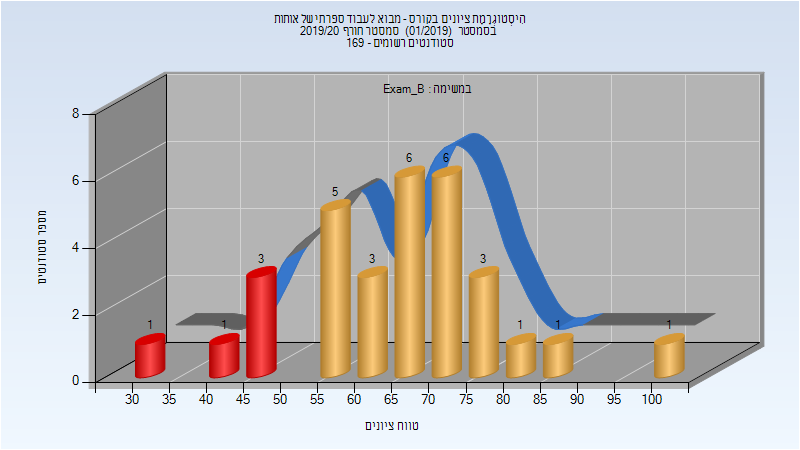 היסטוגרמת ציונים בקורס - מבוא לעבוד ספרתי של אותות
בסמסטר (01/2019) סמסטר חורף 2019/20
סטודנטים רשומים - 169
במשימה : Exam_B
מספר סטודנטים
8
6
4
2
0
1 1 3 5 3 6 6 3 1 1 1
30 35 40 45 50 55 60 65 70 75 80 85 90 95 100
טווח ציונים